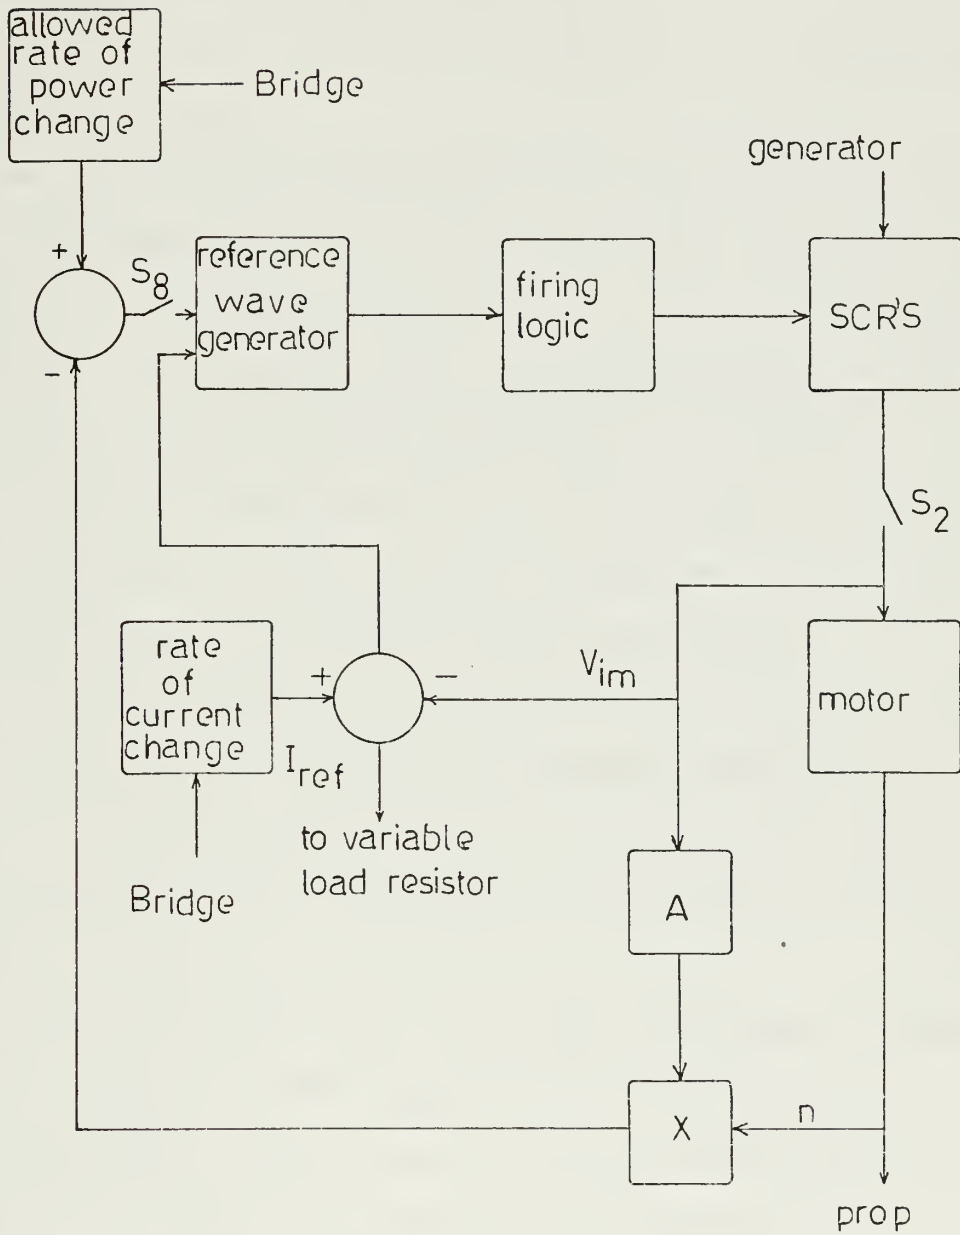 allowed
rate of
power
change
Bridge
generator
+
S8
-
reference
wave
generator
firing
logic
SCR'S
S2
rate
of
current
change
+
-
Vim
motor
Iref
to variable
load resistor
Bridge
A
X
n
prop